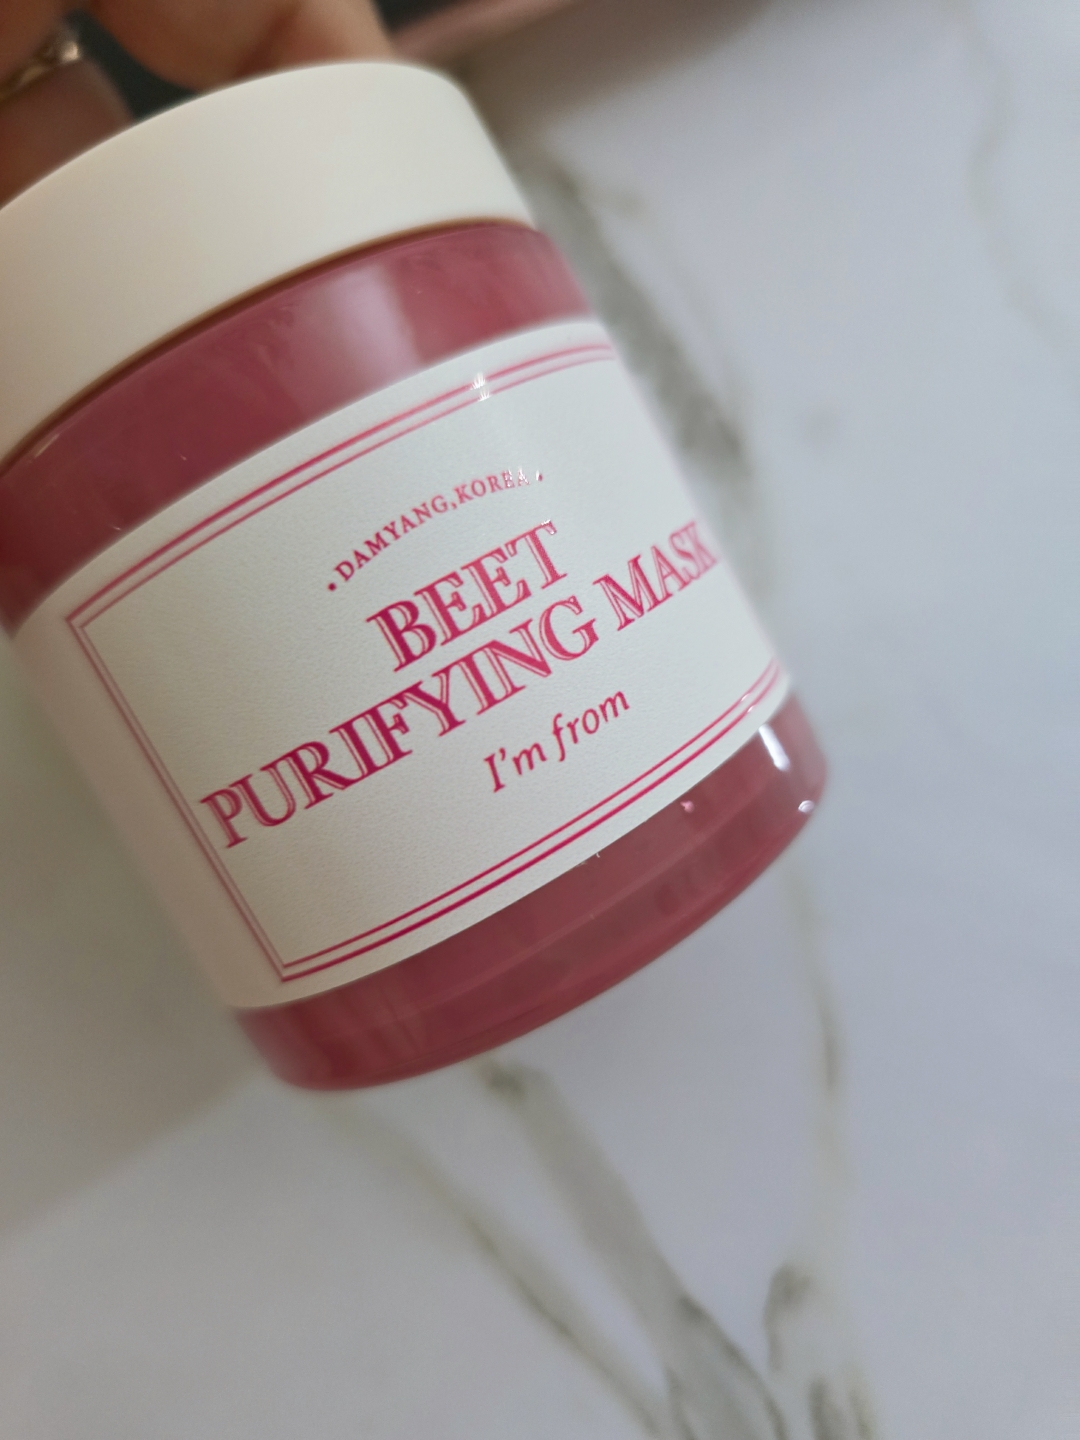 • DAMYANG,KOREA •
BEET
PURIFYING MASK
I'm from